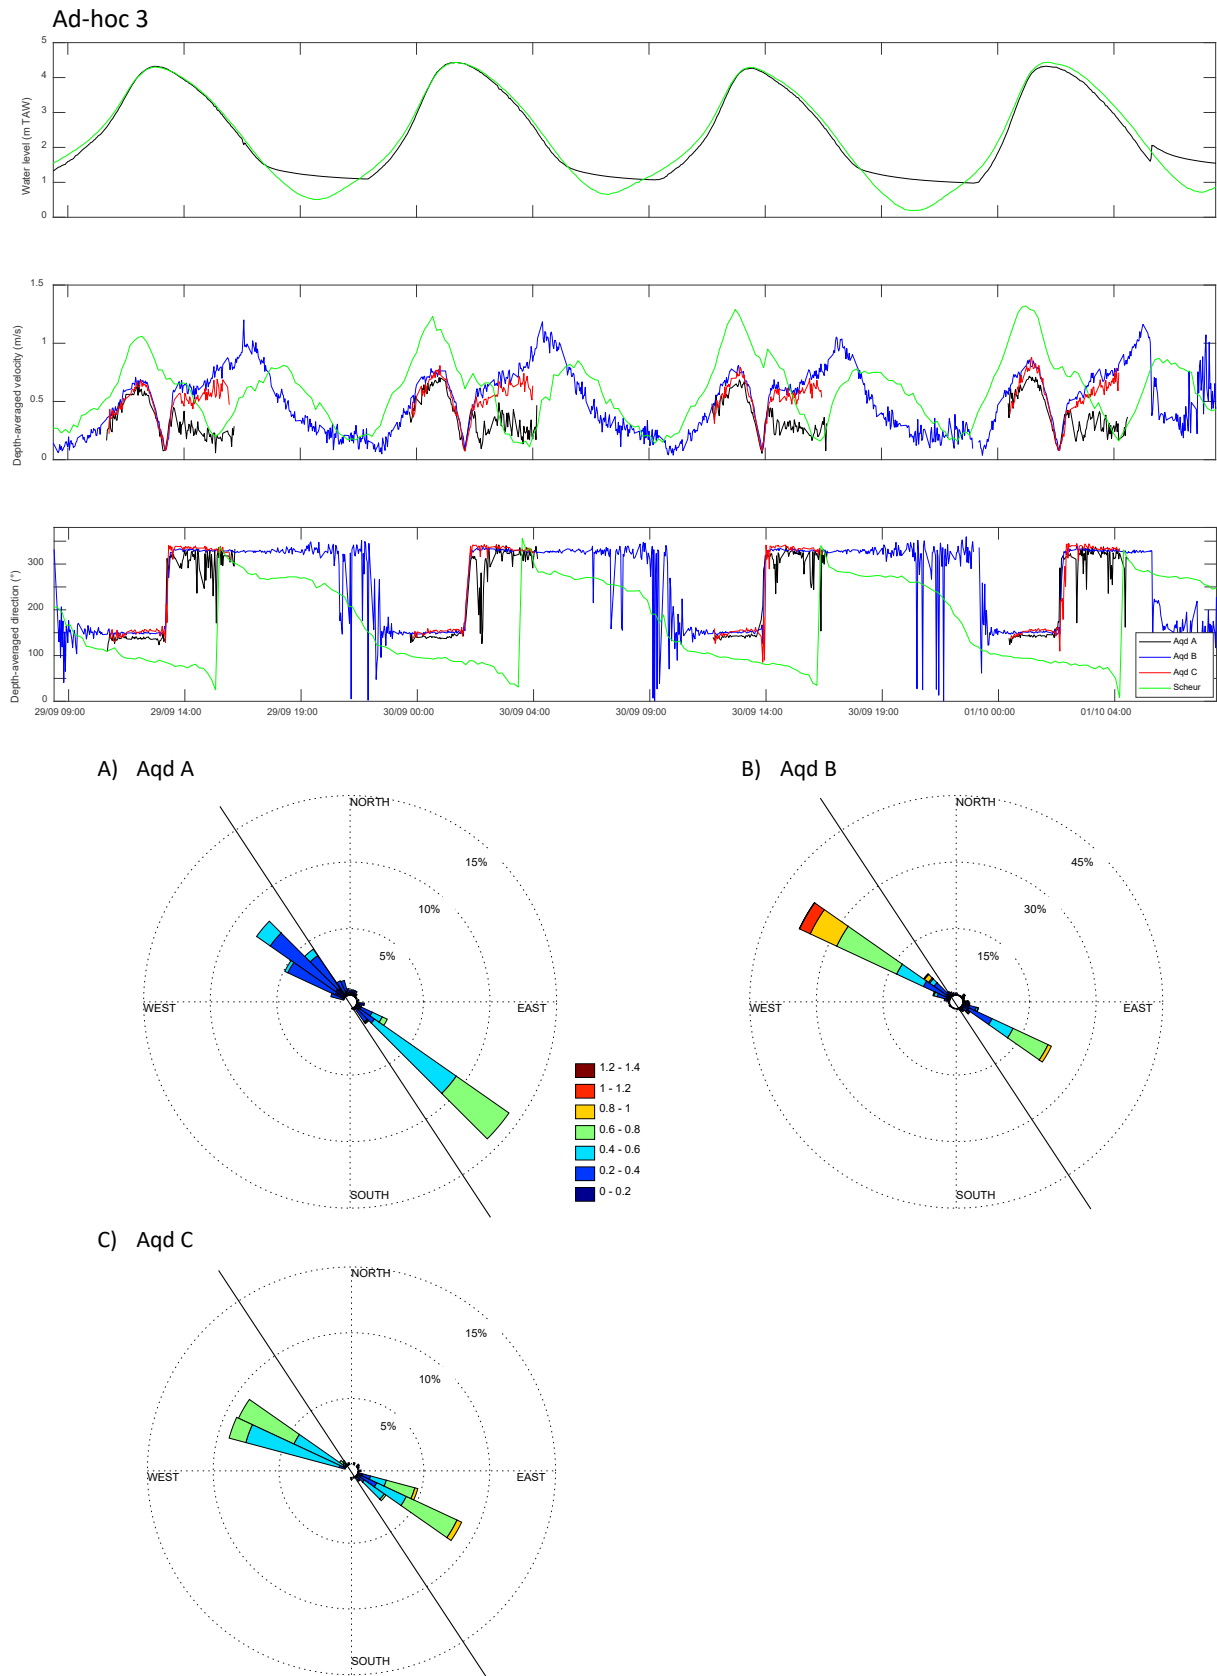 Ad-hoc 3
5
4
3
2
1
0
Water level (m TAW)
1.5
1
0.5
0
Depth-averaged velocity (m/s)
300
200
100
0
Depth-averaged direction (°)
Aqd A
Aqd B
Aqd C
Scheur
29/09 09:00 29/09 14:00 29/09 19:00 30/09 00:00 30/09 04:00 30/09 09:00 30/09 14:00 30/09 19:00 01/10 00:00 01/10 04:00
A) Aqd A
NORTH
15%
10%
5%
WEST EAST
SOUTH
B) Aqd B
NORTH
45%
30%
15%
WEST EAST
SOUTH
1.2 - 1.4
1 - 1.2
0.8 - 1
0.6 - 0.8
0.4 - 0.6
0.2 - 0.4
0 - 0.2
C) Aqd C
NORTH
15%
10%
5%
WEST EAST
SOUTH